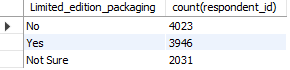 Limited_edition_packaging count(respondent_id)
No 4023
Yes 3946
Not Sure 2031